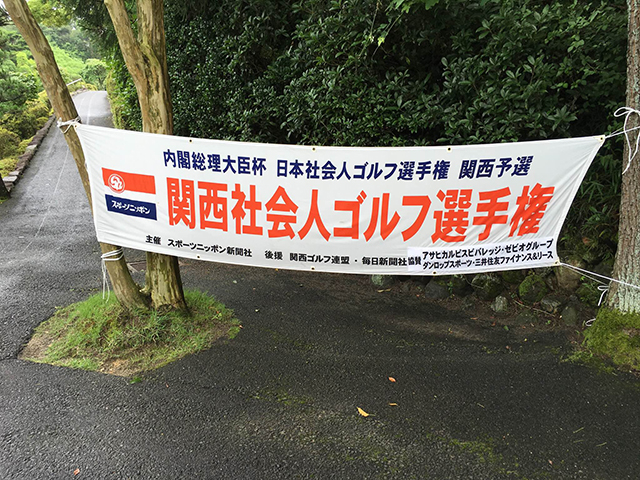 内閣総理大臣杯 日本社会人ゴルフ選手権 関西予選
スポーツニッポン
関西社会人ゴルフ選手権
主催 スポーツニッポン新聞社 後援 関西ゴルフ連盟・毎日新聞社 協賛
アサヒカルピスビバレッジ・ゼビオグループ
ダンロップスポーツ・三井住友ファイナンス&リース